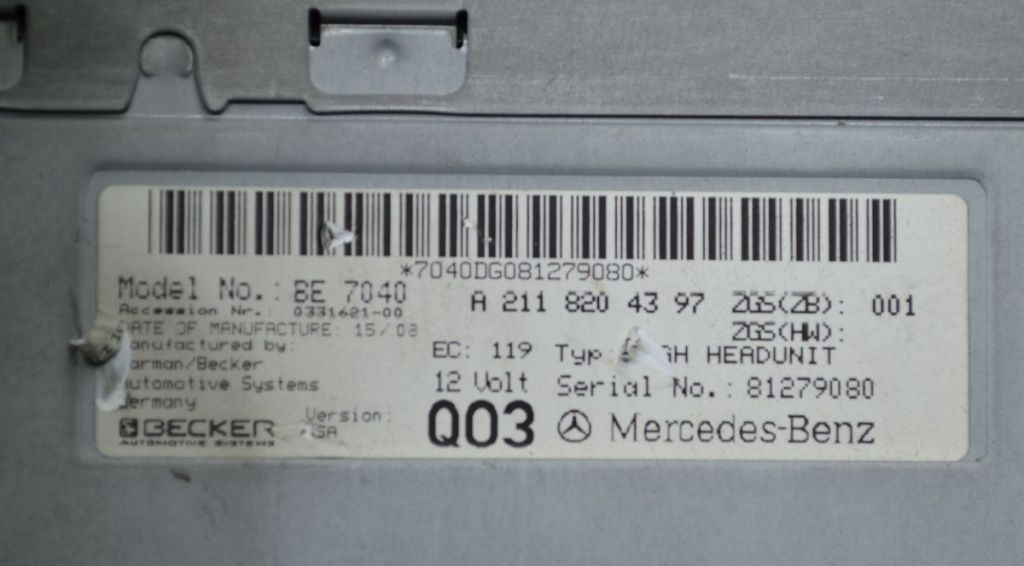 *7040DG081279080*
Model No.: BE 7040
A 211 820 43 97 ZGS(ZB): 001
Accession Nr.: 0331621-00
ZGS(HW):
DATE OF MANUFACTURE: 15/08
Manufactured by:
EC: 119 Typ: HEADUNIT
Harman/Becker
12 Volt Serial No.: 81279080
Automotive Systems
Germany
BECKER
AUTOMOTIVE SYSTEMS
Version:
USA
Q03
Mercedes-Benz